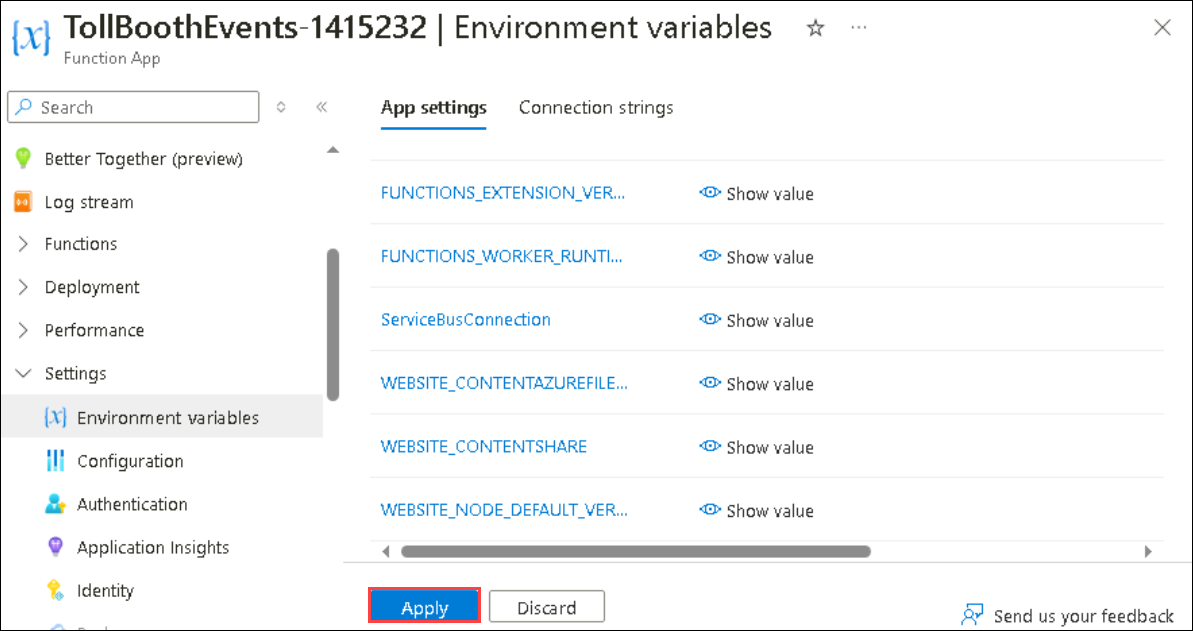 TollBoothEvents-1415232 | Environment variables
Function App
Search
App settings
Connection strings
Better Together (preview)
Log stream
Functions
Deployment
Performance
Settings
Environment variables
Configuration
Authentication
Application Insights
Identity
FUNCTIONS_EXTENSION_VER... Show value
FUNCTIONS_WORKER_RUNTI... Show value
ServiceBusConnection Show value
WEBSITE_CONTENTAZUREFILE... Show value
WEBSITE_CONTENTSHARE Show value
WEBSITE_NODE_DEFAULT_VER... Show value
Apply
Discard
Send us your feedback